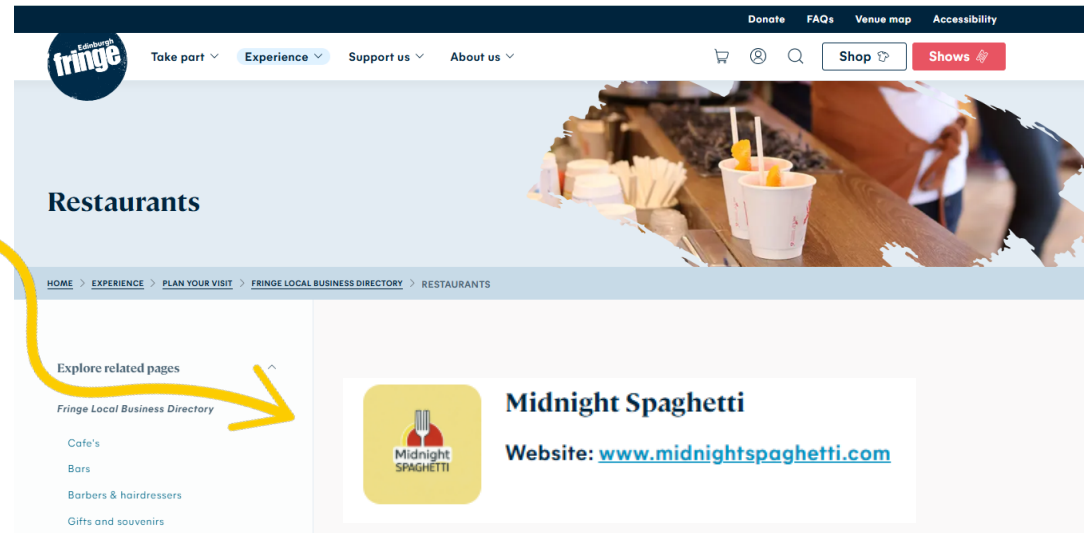 Donate FAQs Venue map Accessibility
Edinburgh
fringe
Take part Experience Support us About us Shop Shows
Restaurants
HOME > EXPERIENCE > PLAN YOUR VISIT > FRINGE LOCAL BUSINESS DIRECTORY > RESTAURANTS
Explore related pages
Fringe Local Business Directory
Cafe's
Bars
Barbers & hairdressers
Gifts and souvenirs
Midnight
SPAGHETTI
Midnight Spaghetti
Website: www.midnightspaghetti.com